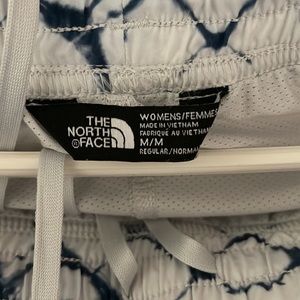 THE
NORTH
FACE
WOMENS/FEMMES
MADE IN VIETNAM
FABRIQUÉ AU VIETNAM
M/M
REGULAR/NORMAL